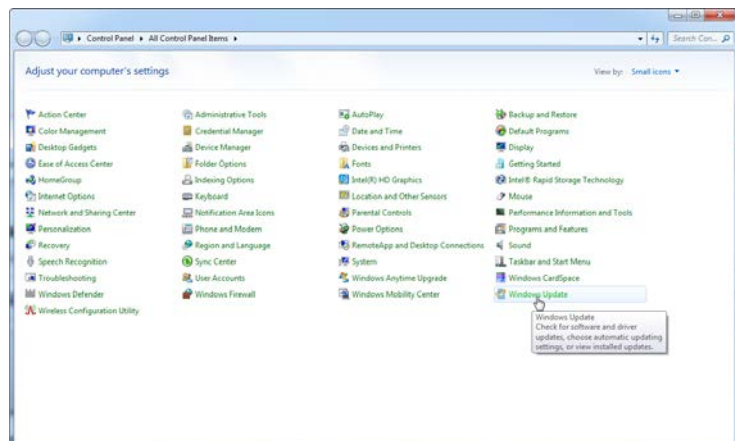 Control Panel
All Control Panel Items
Search Con...
Adjust your computer's settings
View by: Small icons
Action Center
Administrative Tools
AutoPlay
Backup and Restore
Color Management
Credential Manager
Date and Time
Default Programs
Desktop Gadgets
Device Manager
Devices and Printers
Display
Ease of Access Center
Folder Options
Fonts
Getting Started
HomeGroup
Indexing Options
Intel(R) HD Graphics
Intel® Rapid Storage Technology
Internet Options
Keyboard
Location and Other Sensors
Mouse
Network and Sharing Center
Notification Area Icons
Parental Controls
Performance Information and Tools
Personalization
Phone and Modem
Power Options
Programs and Features
Recovery
Region and Language
RemoteApp and Desktop Connections
Sound
Speech Recognition
Sync Center
System
Taskbar and Start Menu
Troubleshooting
User Accounts
Windows Anytime Upgrade
Windows CardSpace
Windows Defender
Windows Firewall
Windows Mobility Center
Windows Update
Wireless Configuration Utility
Windows Update
Check for software and driver
updates, choose automatic updating
settings, or view installed updates.